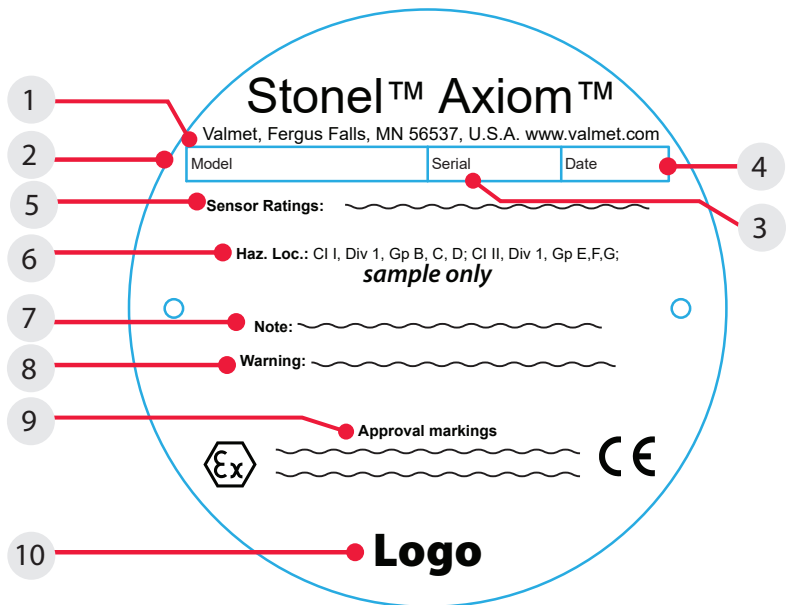 Stonel™ Axiom™
1
Valmet, Fergus Falls, MN 56537, U.S.A. www.valmet.com
2
Model Serial Date
4
5
Sensor Ratings:
3
6
Haz. Loc.: CI I, Div 1, Gp B, C, D; CI II, Div 1, Gp E,F,G;
sample only
7
Note:
8
Warning:
9
Approval markings
Ex
CE
10
Logo